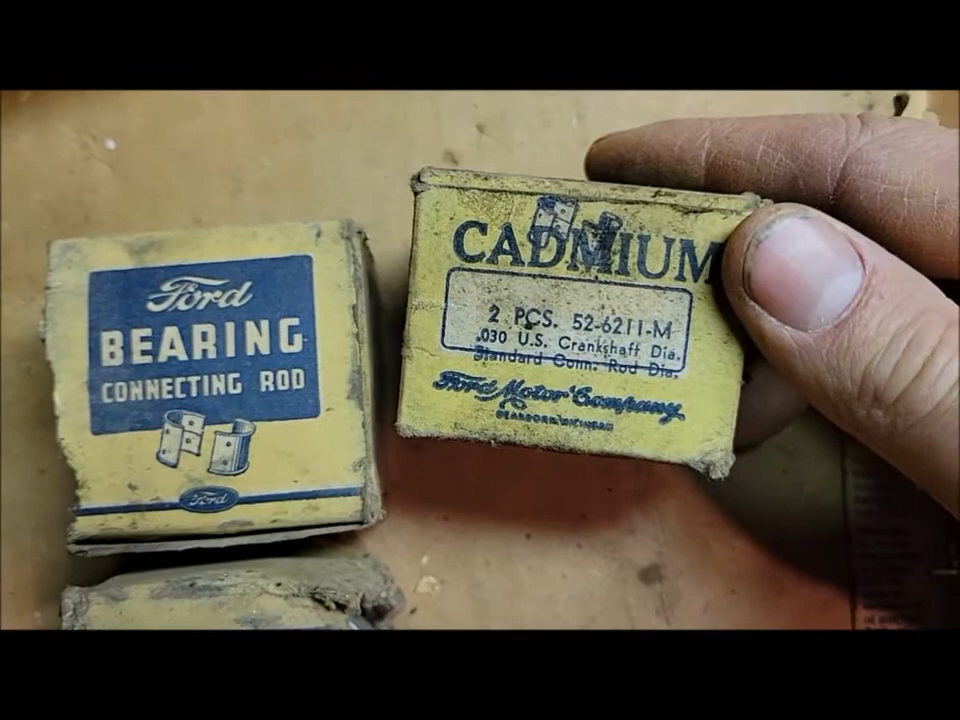 Ford
BEARING
CONNECTING ROD
Ford
CADMIUM
2 PCS. 52-6211-M
.030 U.S. Crankshaft Dia.
Standard Conn. Rod Dia.
Ford Motor Company
DEARBORN, MICHIGAN